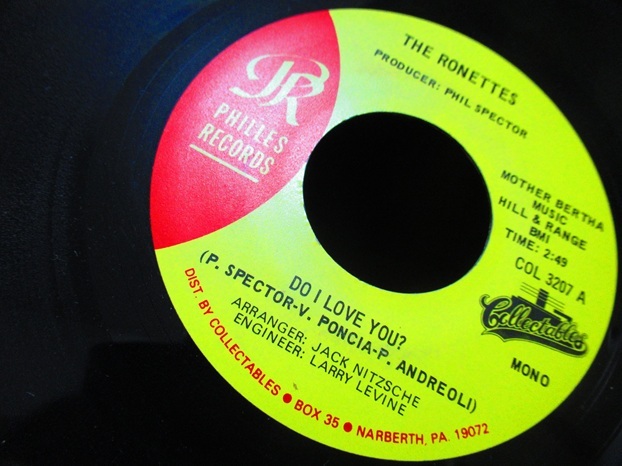 THE RONETTES
PRODUCER: PHIL SPECTOR
PR
PHILLES
RECORDS
MOTHER BERTHA
MUSIC
HILL & RANGE
BMI
TIME: 2:49
COL 3207 A
Collectables
MONO
DO I LOVE YOU?
(P. SPECTOR-V. PONCIA-P. ANDREOLI)
ARRANGER: JACK NITZSCHE
ENGINEER: LARRY LEVINE
DIST. BY COLLECTABLES ● BOX 35 ● NARBERTH, PA. 19072